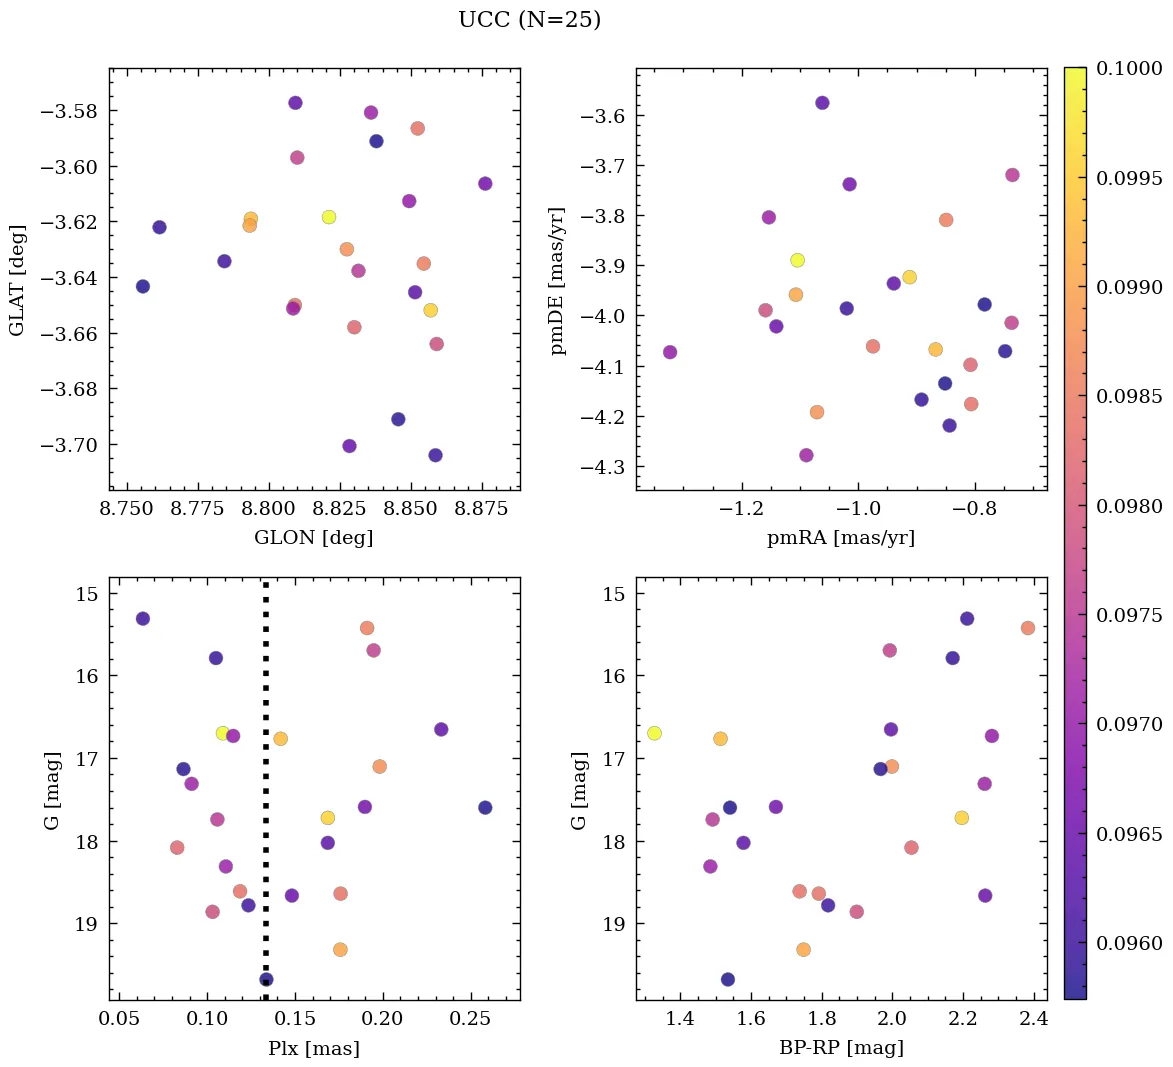 UCC (N=25)
−3.58
−3.60
−3.62
−3.64
−3.66
−3.68
−3.70
GLAT [deg]
8.750 8.775 8.800 8.825 8.850 8.875
GLON [deg]
−3.6
−3.7
−3.8
−3.9
−4.0
−4.1
−4.2
−4.3
pmDE [mas/yr]
−1.2 −1.0 −0.8
pmRA [mas/yr]
0.1000
0.0995
0.0990
0.0985
0.0980
0.0975
0.0970
0.0965
0.0960
15
16
17
18
19
G [mag]
0.05 0.10 0.15 0.20 0.25
Plx [mas]
15
16
17
18
19
G [mag]
1.4 1.6 1.8 2.0 2.2 2.4
BP-RP [mag]